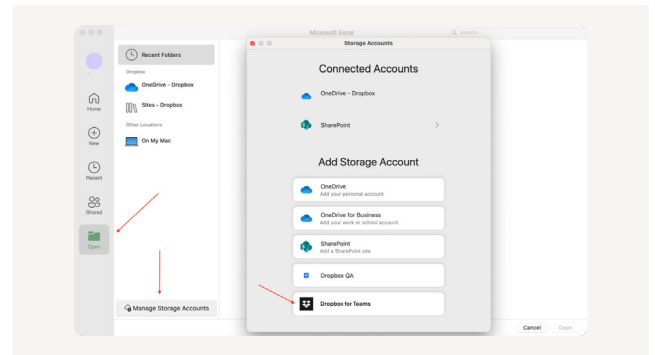 Microsoft Excel
Search
Home
New
Recent
Shared
Open
Recent Folders
Dropbox
OneDrive - Dropbox
Sites - Dropbox
Other Locations
On My Mac
Manage Storage Accounts
Storage Accounts
Connected Accounts
OneDrive - Dropbox
SharePoint
Add Storage Account
OneDrive
Add your personal account
OneDrive for Business
Add your work or school account
SharePoint
Add a SharePoint site
Dropbox QA
Dropbox for Teams
Cancel
Open